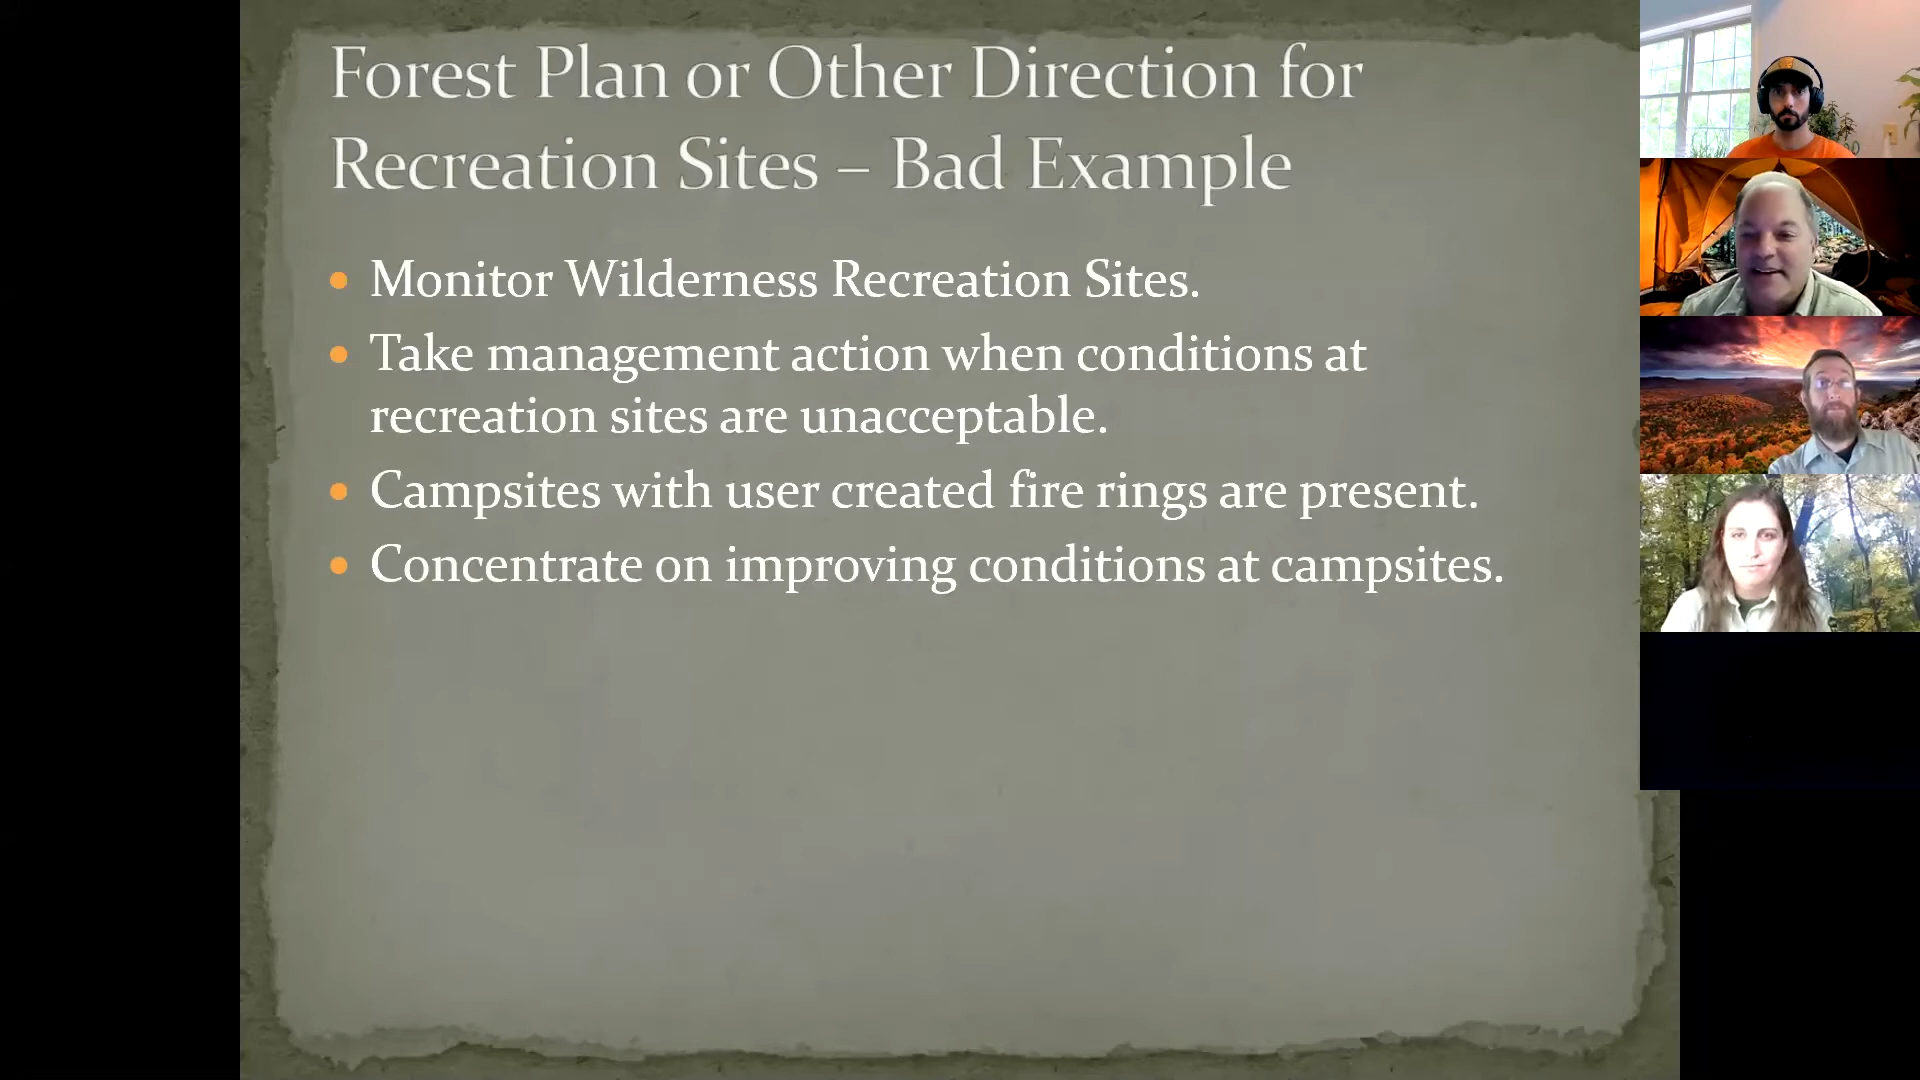 Forest Plan or Other Direction for
Recreation Sites – Bad Example
Monitor Wilderness Recreation Sites.
Take management action when conditions at
recreation sites are unacceptable.
Campsites with user created fire rings are present.
Concentrate on improving conditions at campsites.